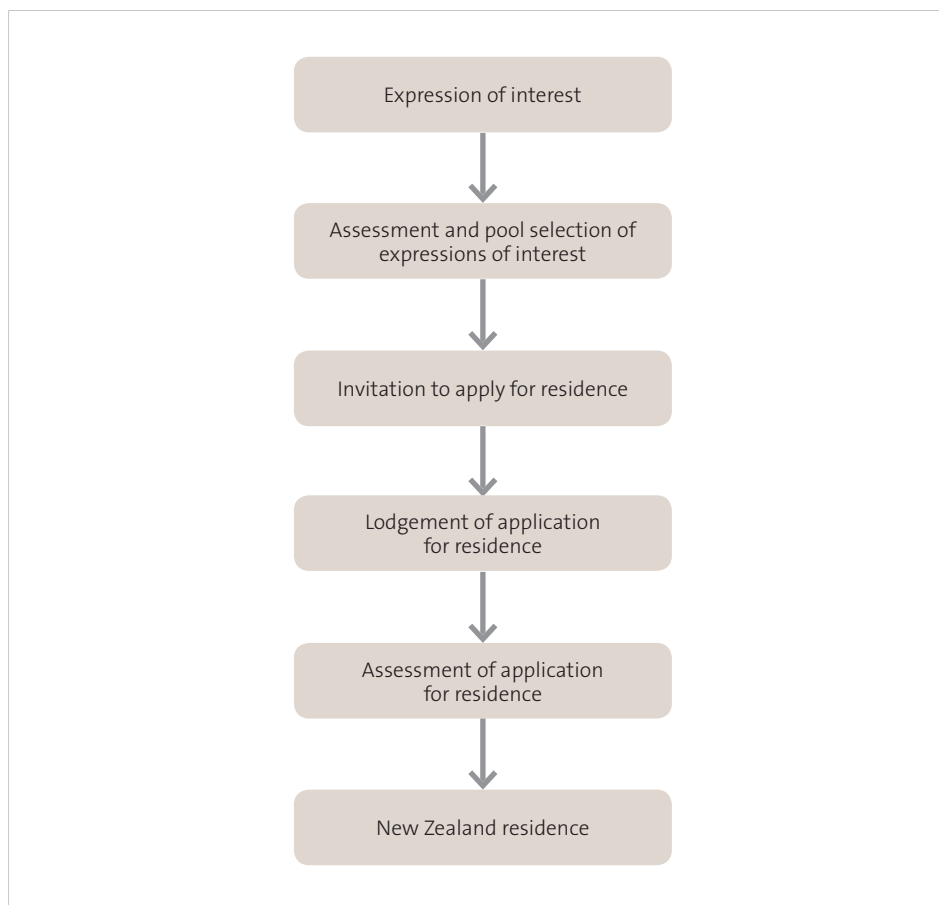 Expression of interest
Assessment and pool selection of
expressions of interest
Invitation to apply for residence
Lodgement of application
for residence
Assessment of application
for residence
New Zealand residence